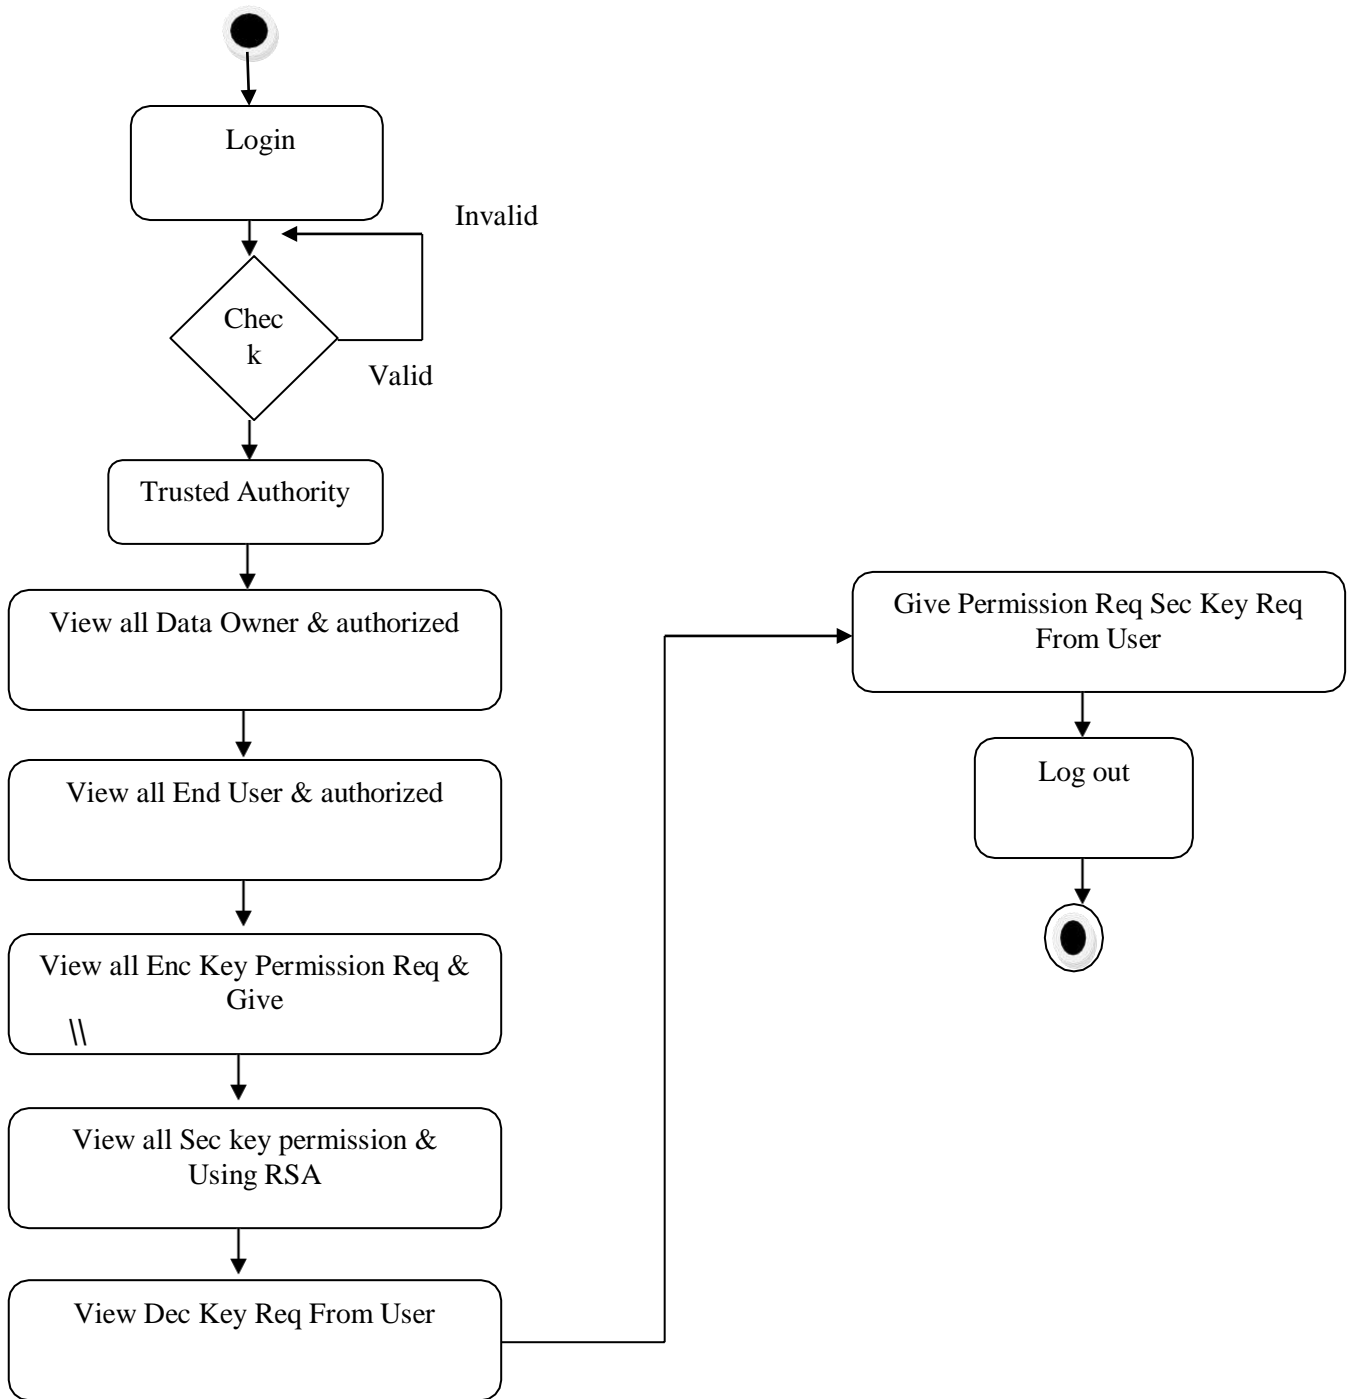 Login
Invalid
Chec
k
Valid
Trusted Authority
View all Data Owner & authorized
View all End User & authorized
View all Enc Key Permission Req &
Give
\\
View all Sec key permission &
Using RSA
View Dec Key Req From User
Give Permission Req Sec Key Req
From User
Log out